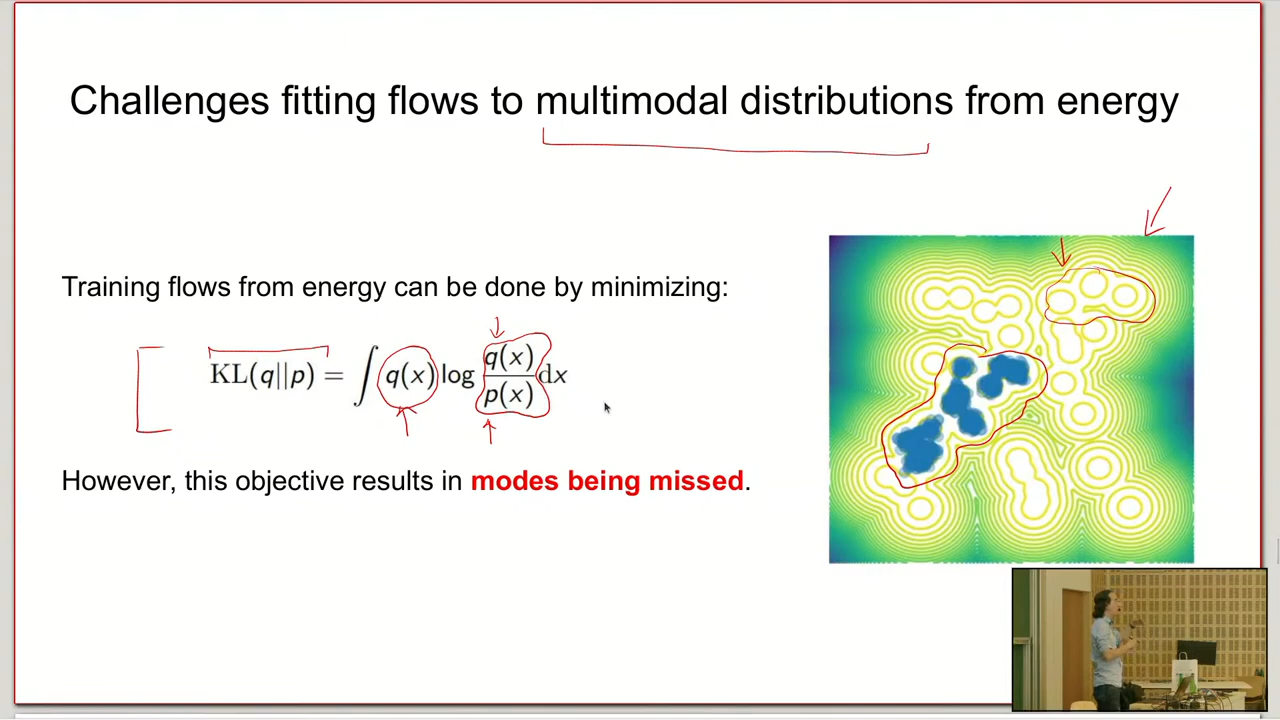 Challenges fitting flows to multimodal distributions from energy
Training flows from energy can be done by minimizing:
KL(q||p) = ∫ q(x) log q(x)/p(x) dx
However, this objective results in modes being missed.